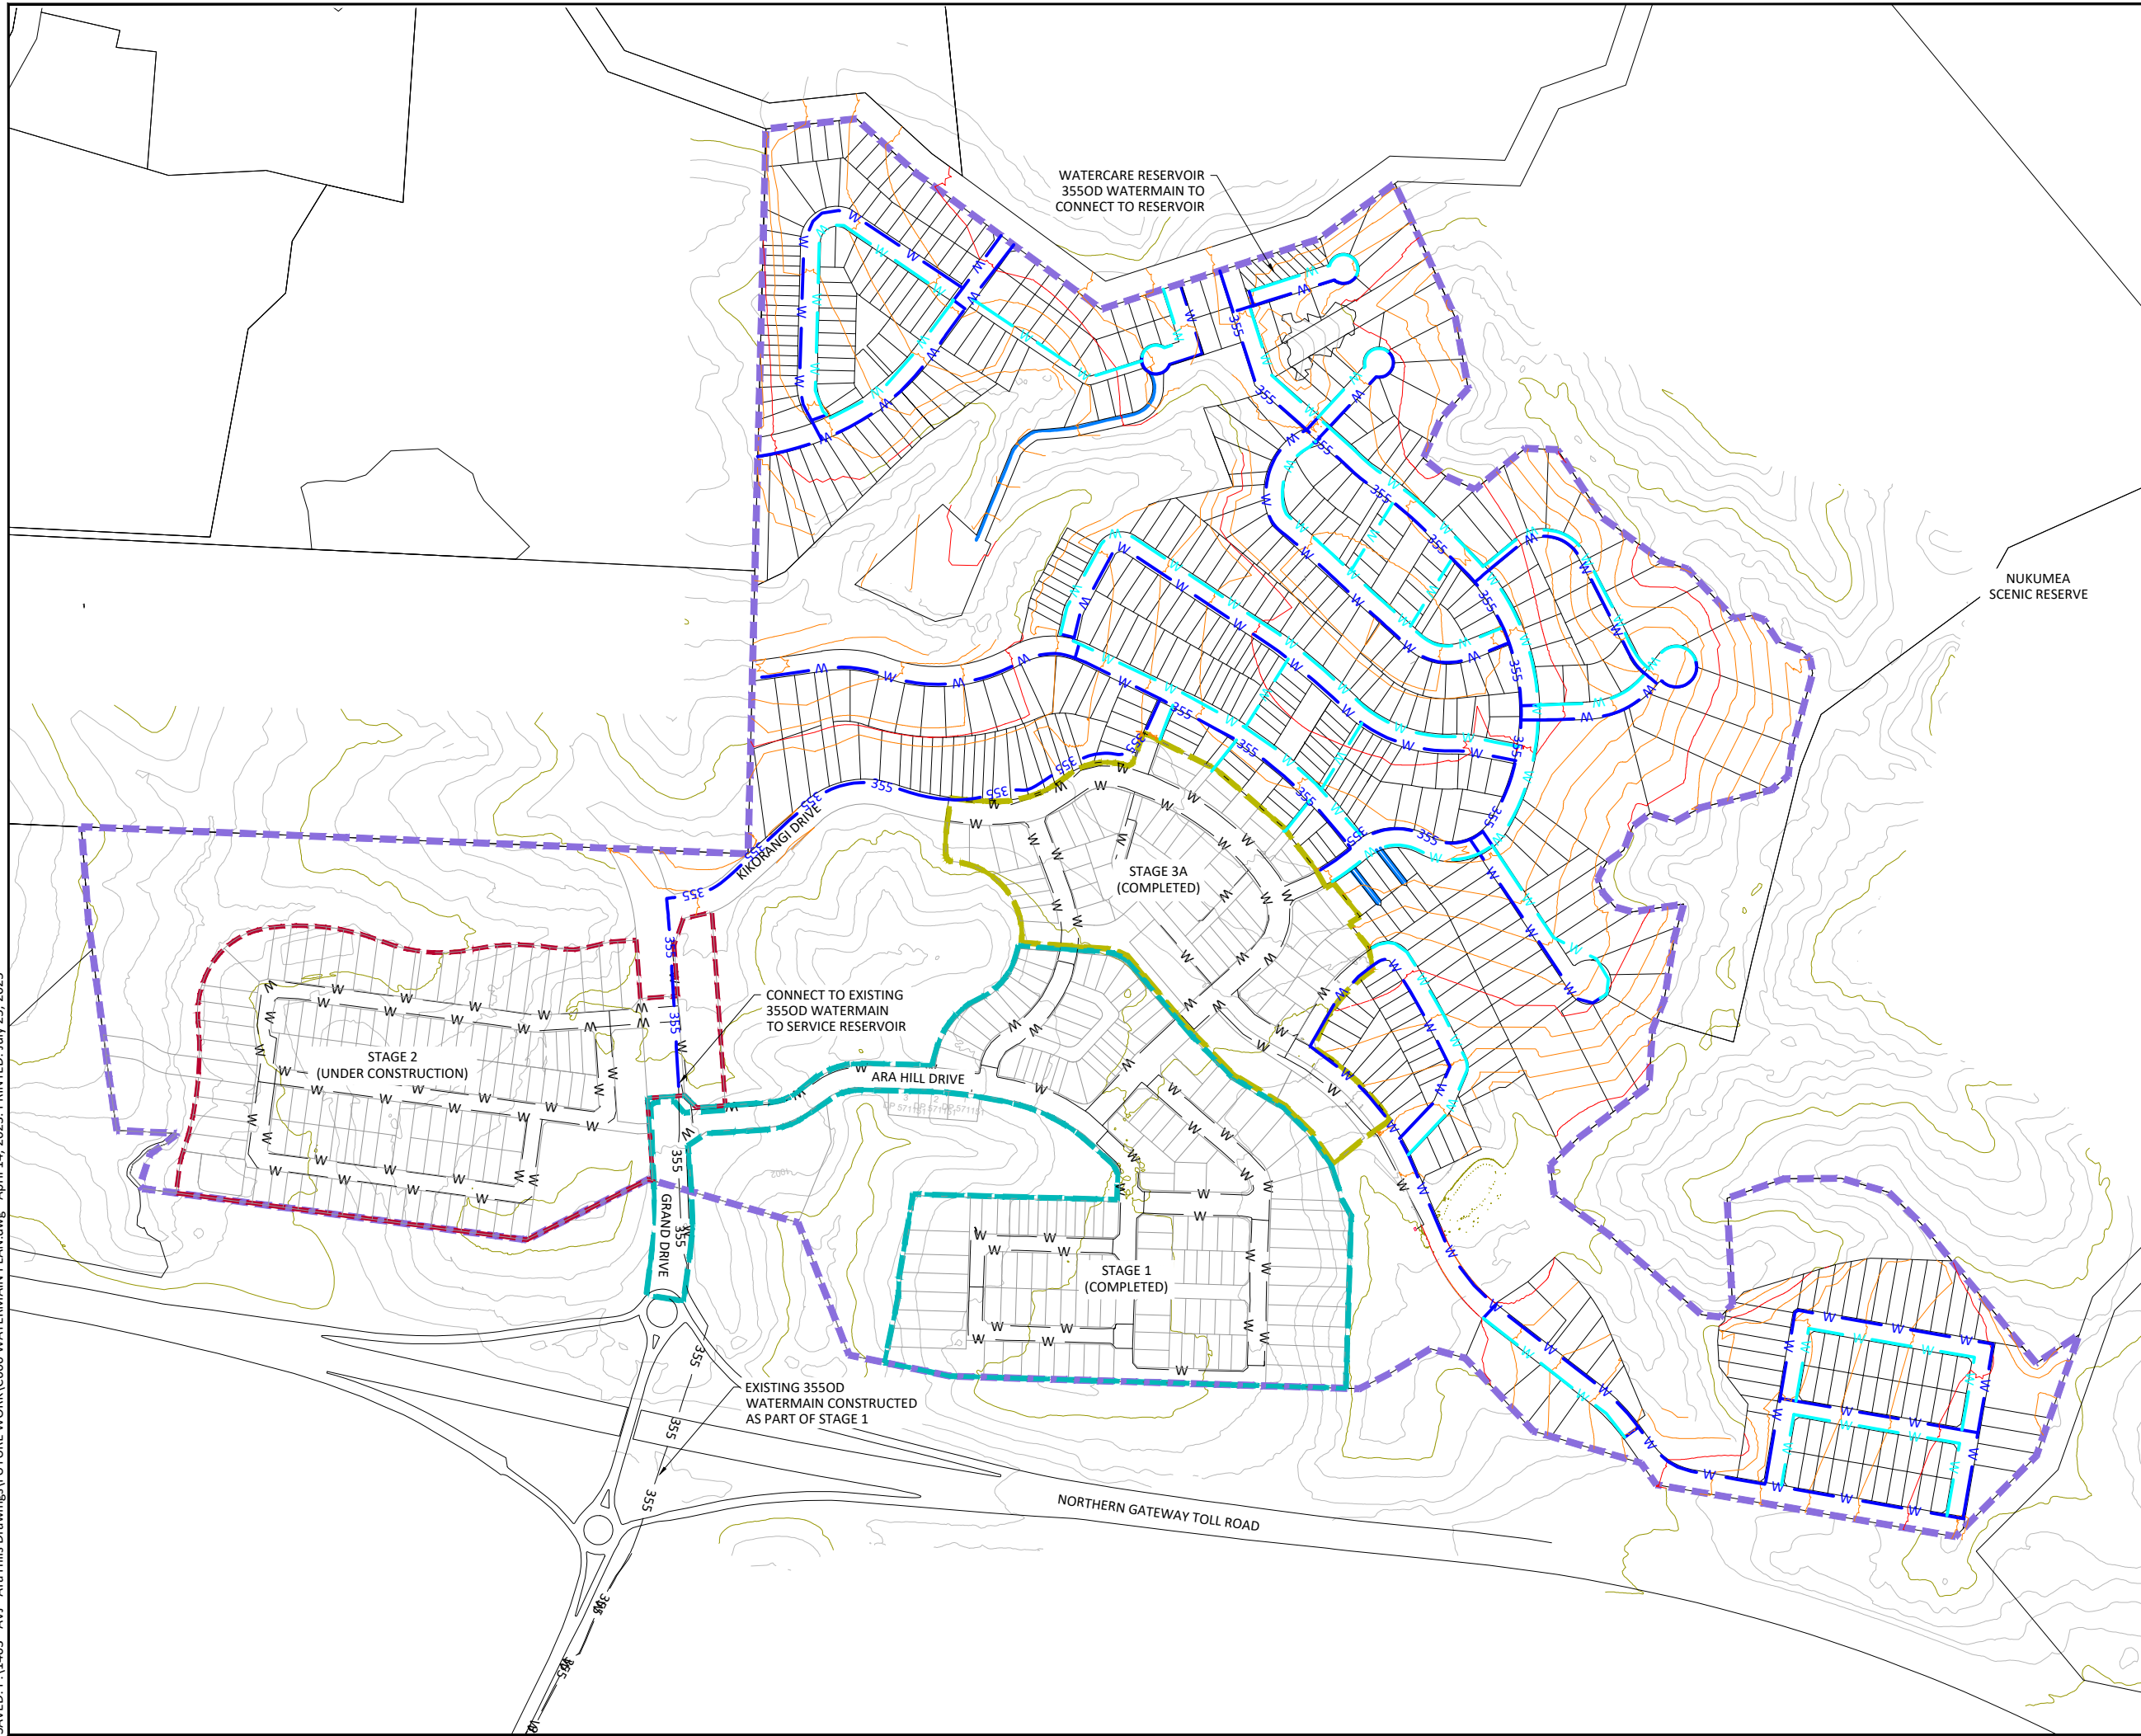 WATERCARE RESERVOIR
355OD WATERMAIN TO
CONNECT TO RESERVOIR
NUKUMEA
SCENIC RESERVE
KIKORANGI DRIVE
STAGE 3A
(COMPLETED)
CONNECT TO EXISTING
355OD WATERMAIN
TO SERVICE RESERVOIR
STAGE 2
(UNDER CONSTRUCTION)
ARA HILL DRIVE
GRAND DRIVE
STAGE 1
(COMPLETED)
EXISTING 355OD
WATERMAIN CONSTRUCTED
AS PART OF STAGE 1
NORTHERN GATEWAY TOLL ROAD
355
W